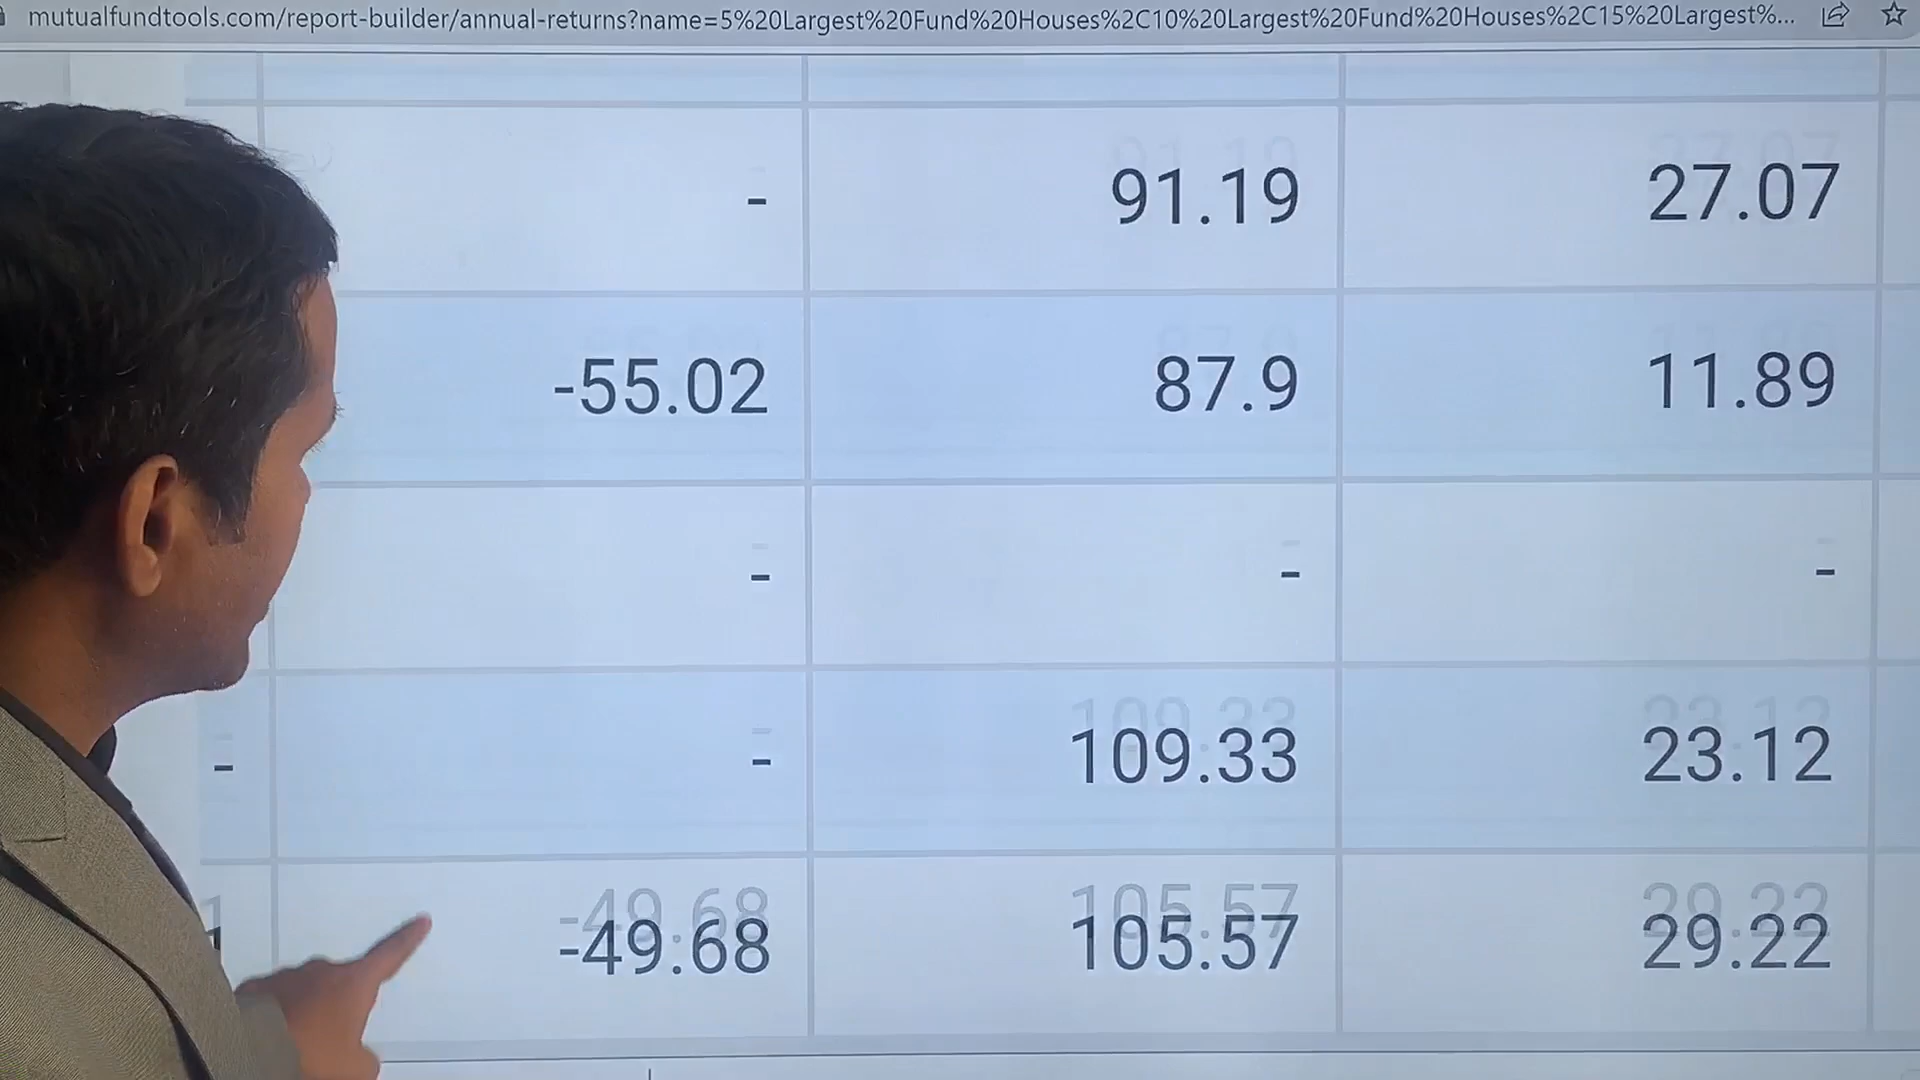 mutualfundtools.com/report-builder/annual-returns?name=5%20Largest%20Fund%20Houses%2C10%20Largest%20Fund%20Houses%2C15%20Largest%...
- 91.19 27.07
-55.02 87.9 11.89
- - -
- - 109.33 23.12
1 -49.68 105.57 29.22